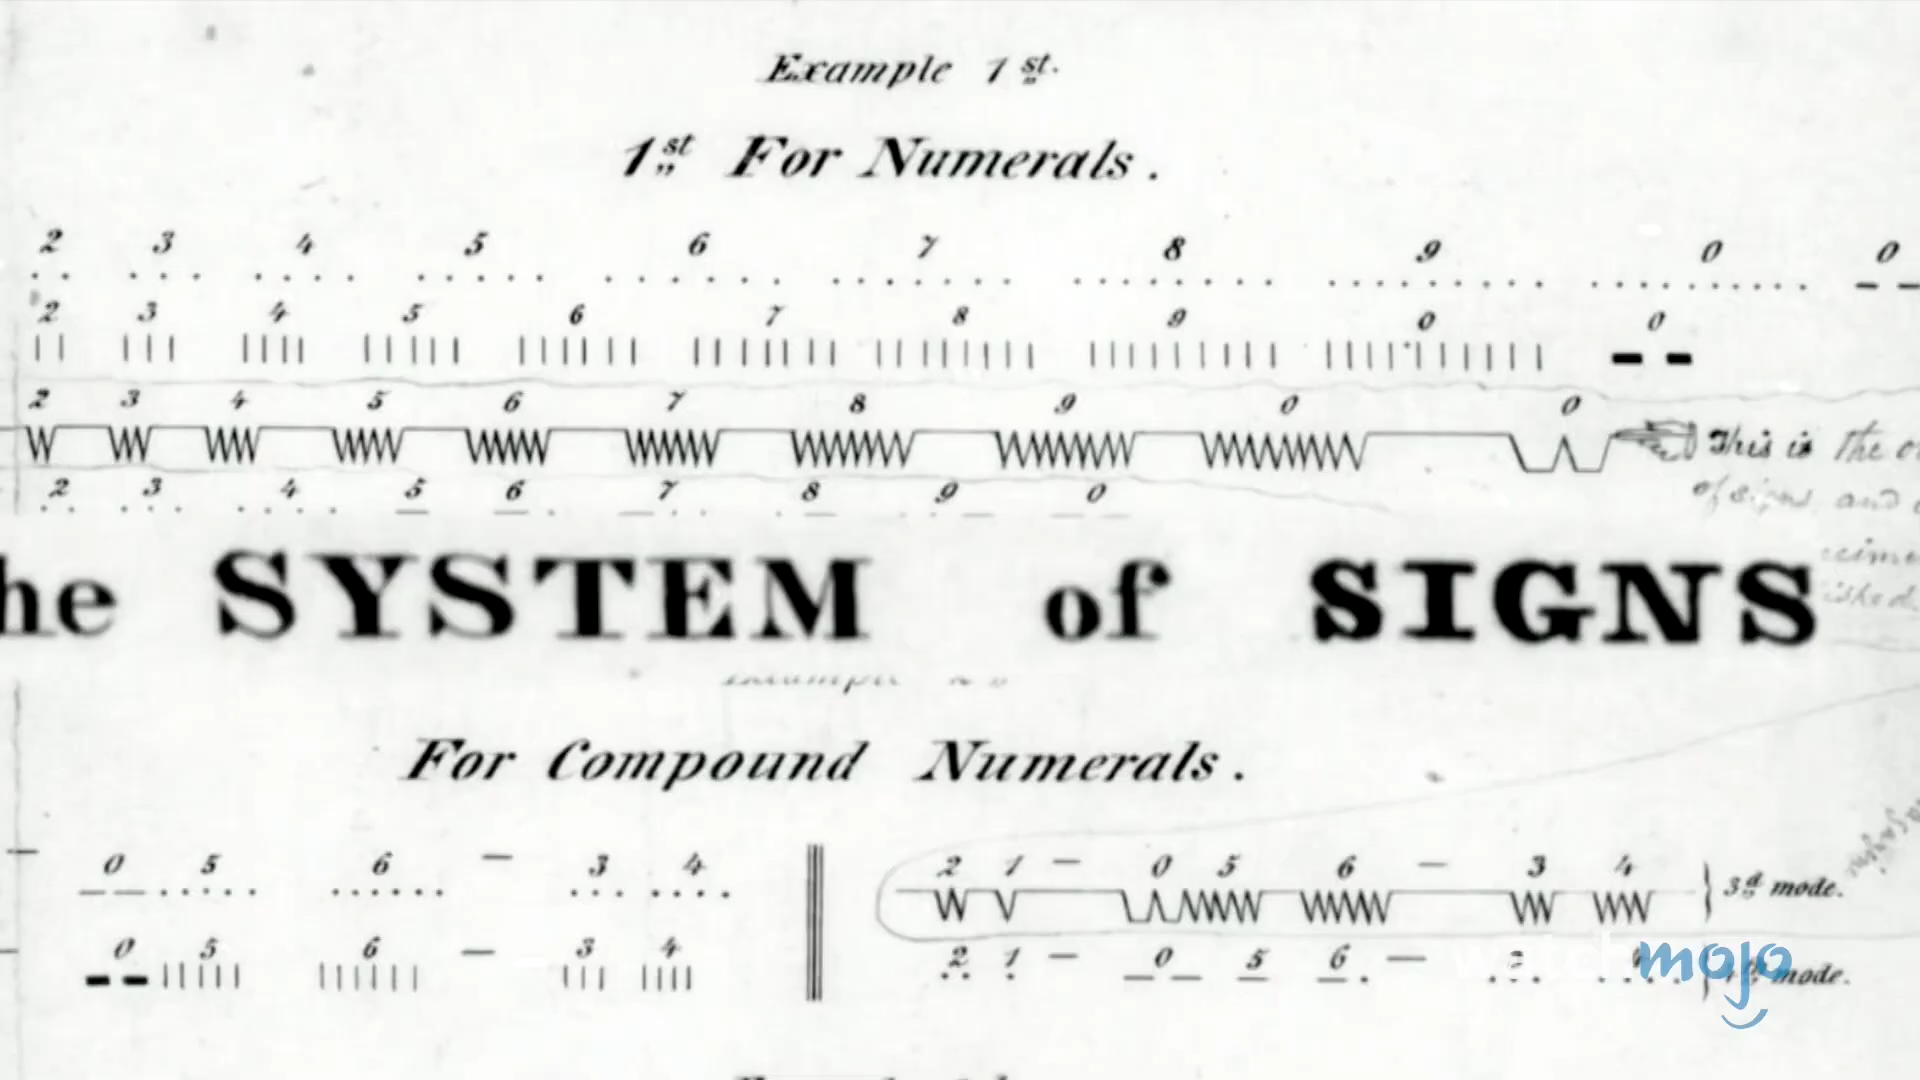 Example 1st.
1st For Numerals.
2 3 4 5 6 7 8 9 0 0
2 3 4 5 6 7 8 9 0 0
2 3 4 5 6 7 8 9 0 0
This is the
of signs, and
2 3 4 5 6 7 8 9 0
he SYSTEM of SIGNS
For Compound Numerals.
0 5 6 — 3 4
2 1 — 0 5 6 — 3 4 3d mode.
0 5 6 — 3 4
2 1 — 0 5 6 — mode.
mojo